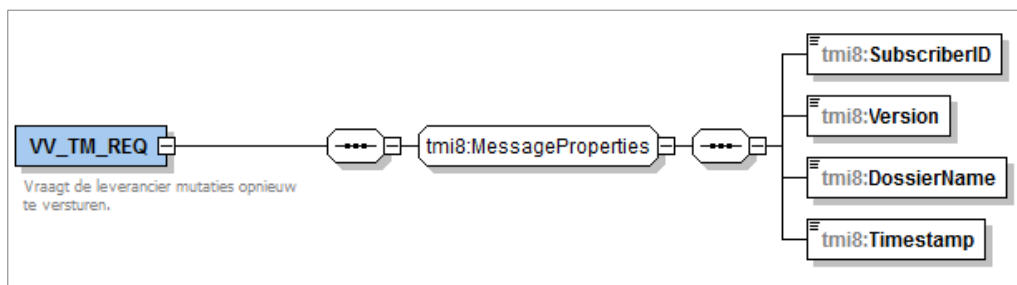 tmi8:SubscriberID
tmi8:Version
VV_TM_REQ
tmi8:MessageProperties
Vraagt de leverancier mutaties opnieuw
te versturen.
tmi8:DossierName
tmi8:Timestamp